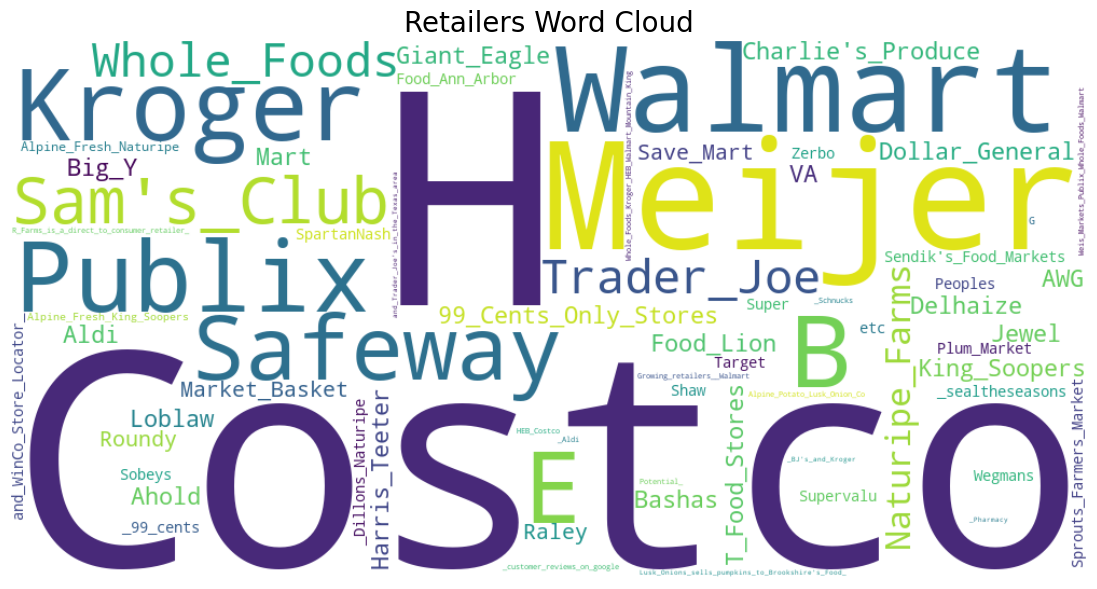 Retailers Word Cloud
Whole_Foods
Giant_Eagle
Food_Ann_Arbor
Walmart
Charlie's_Produce
Kroger
H
Whole_Foods_Kroger_HEB_Walmart_Mountain_King
Weis_Markets_Publix_Whole_Foods_Walmart
Alpine_Fresh_Naturipe
Big_Y
Mart
Meijer
Save_Mart
Zerbo
Dollar_General
VA
Sam's_Club
and_Trader_Joe's_in_the_Texas_area
R_Farms_is_a_direct_to_consumer_retailer_
SpartanNash
G
Publix
Trader_Joe
Sendik's_Food_Markets
Peoples
AWG
Alpine_Fresh_King_Soopers
99_Cents_Only_Stores
Super
_Schnucks
Delhaize
Aldi
Safeway
Food_Lion
B
etc
Naturipe_Farms
Jewel
Plum_Market
Target
King_Soopers
and_WinCo_Store_Locator_
Costco
Market_Basket
Growing_retailers__Walmart
Shaw
Alpine_Potato_Lusk_Onion_Co
_sealtheseasons
Loblaw
_Dillons_Naturipe
Harris_Teeter
T_Food_Stores
Sprouts_Farmers_Market
Roundy
HEB_Costco
_Aldi
E
_BJ's_and_Kroger
Sobeys
Potential_
Wegmans
Ahold
Bashas
Supervalu
_99_cents
Raley
_Pharmacy
_customer_reviews_on_google
Lusk_Onions_sells_pumpkins_to_Brookshire's_Food_